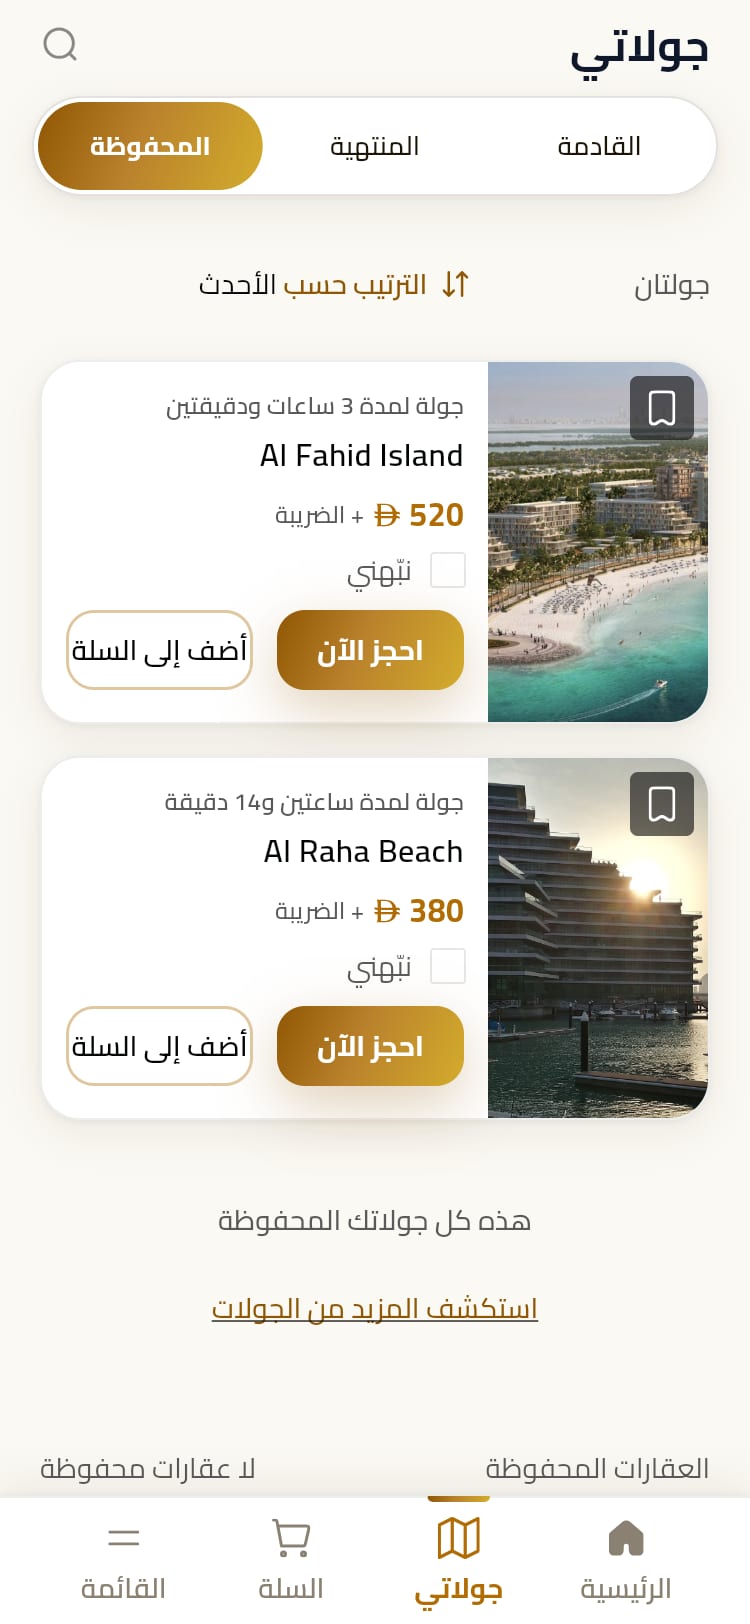 جولاتي
القادمة
المنتهية
المحفوظة
جولتان
الترتيب حسب الأحدث
جولة لمدة 3 ساعات ودقيقتين
Al Fahid Island
520 + الضريبة
نبّهني
احجز الآن
أضف إلى السلة
جولة لمدة ساعتين و14 دقيقة
Al Raha Beach
380 + الضريبة
نبّهني
احجز الآن
أضف إلى السلة
هذه كل جولاتك المحفوظة
استكشف المزيد من الجولات
العقارات المحفوظة
لا عقارات محفوظة
الرئيسية
جولاتي
السلة
القائمة